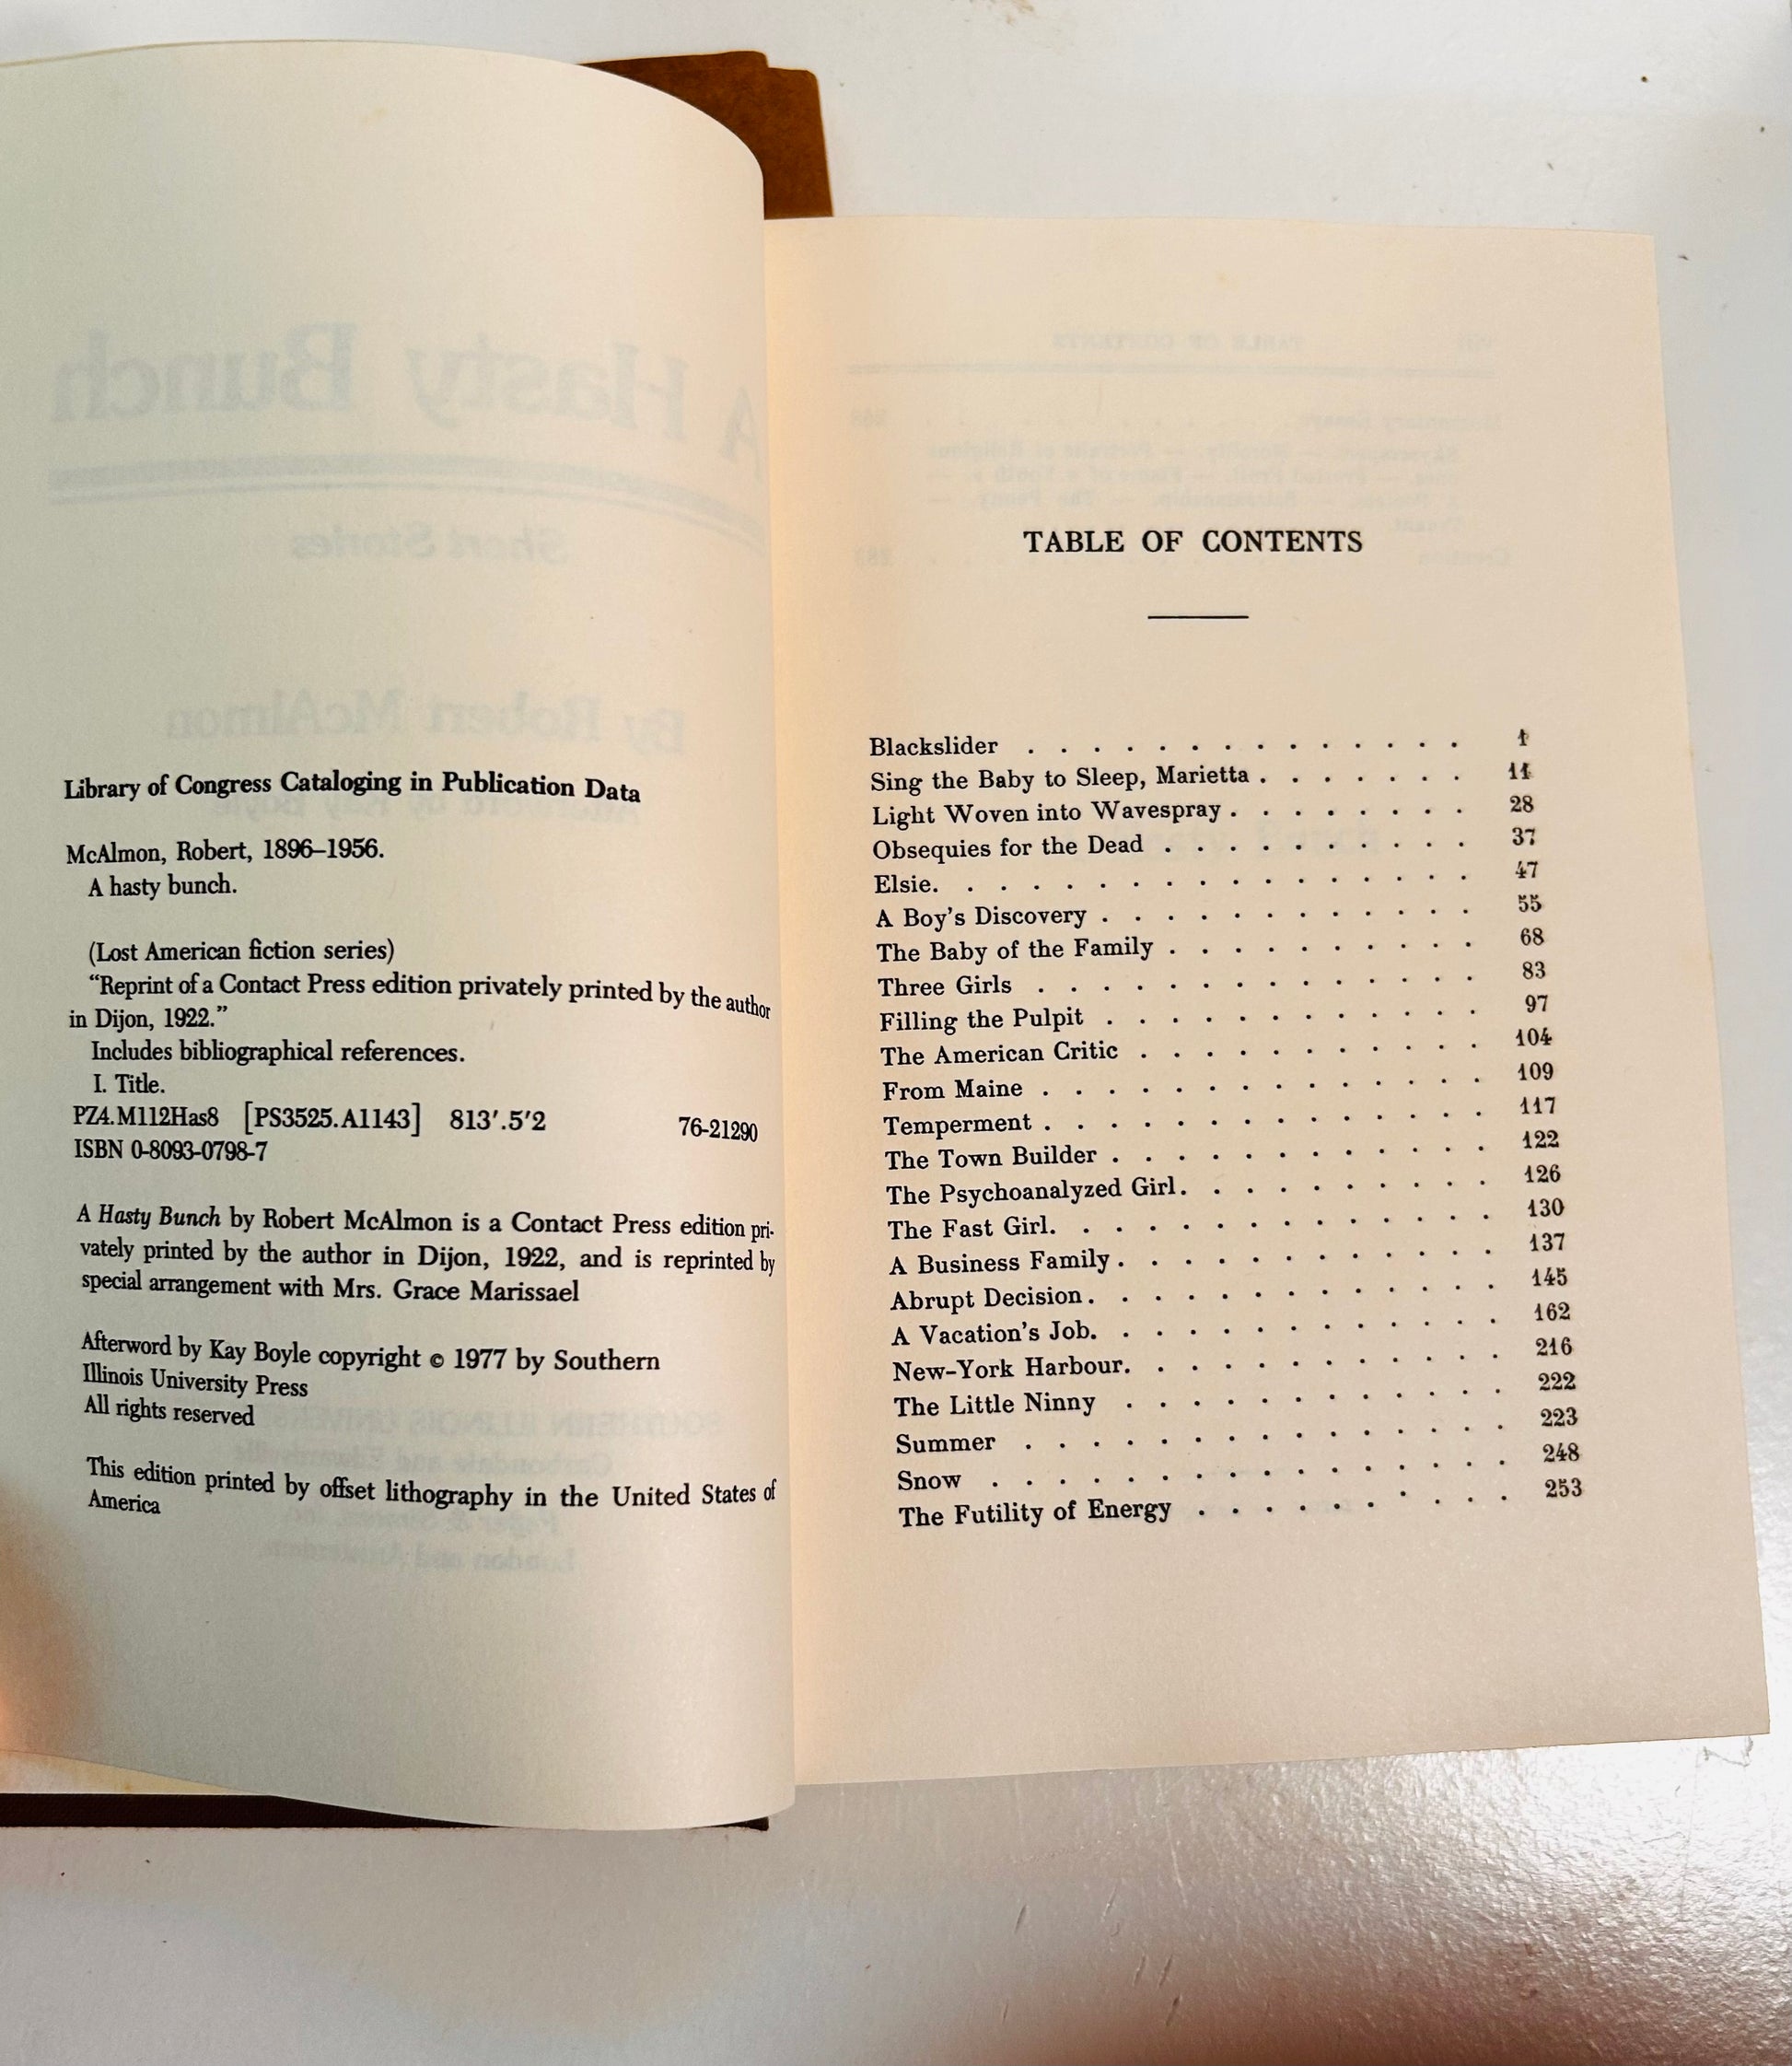 Library of Congress Cataloging in Publication Data
McAlmon, Robert, 1896–1956.
A hasty bunch.
(Lost American fiction series)
“Reprint of a Contact Press edition privately printed by the author
in Dijon, 1922.”
Includes bibliographical references.
I. Title.
PZ4.M112Has8 [PS3525.A1143] 813′.5′2 76-21290
ISBN 0-8093-0798-7
A Hasty Bunch by Robert McAlmon is a Contact Press edition pri-
vately printed by the author in Dijon, 1922, and is reprinted by
special arrangement with Mrs. Grace Marissael
Afterword by Kay Boyle copyright © 1977 by Southern
Illinois University Press
All rights reserved
This edition printed by offset lithography in the United States of
America
TABLE OF CONTENTS
Blackslider . . . . . . . . . . . . . . 1
Sing the Baby to Sleep, Marietta . . . . . . . 11
Light Woven into Wavespray . . . . . . . . 28
Obsequies for the Dead . . . . . . . . . . 37
Elsie. . . . . . . . . . . . . . . . . 47
A Boy’s Discovery . . . . . . . . . . . . 55
The Baby of the Family . . . . . . . . . . 68
Three Girls . . . . . . . . . . . . . . 83
Filling the Pulpit . . . . . . . . . . . . 97
The American Critic . . . . . . . . . . . 104
From Maine . . . . . . . . . . . . . . 109
Temperment . . . . . . . . . . . . . . 117
The Town Builder . . . . . . . . . . . . 122
The Psychoanalyzed Girl. . . . . . . . . . 126
The Fast Girl. . . . . . . . . . . . . . 130
A Business Family . . . . . . . . . . . . 137
Abrupt Decision . . . . . . . . . . . . . 145
A Vacation’s Job. . . . . . . . . . . . . 162
New-York Harbour. . . . . . . . . . . . 216
The Little Ninny . . . . . . . . . . . . 222
Summer . . . . . . . . . . . . . . . 223
Snow . . . . . . . . . . . . . . . . 248
The Futility of Energy . . . . . . . . . . 253